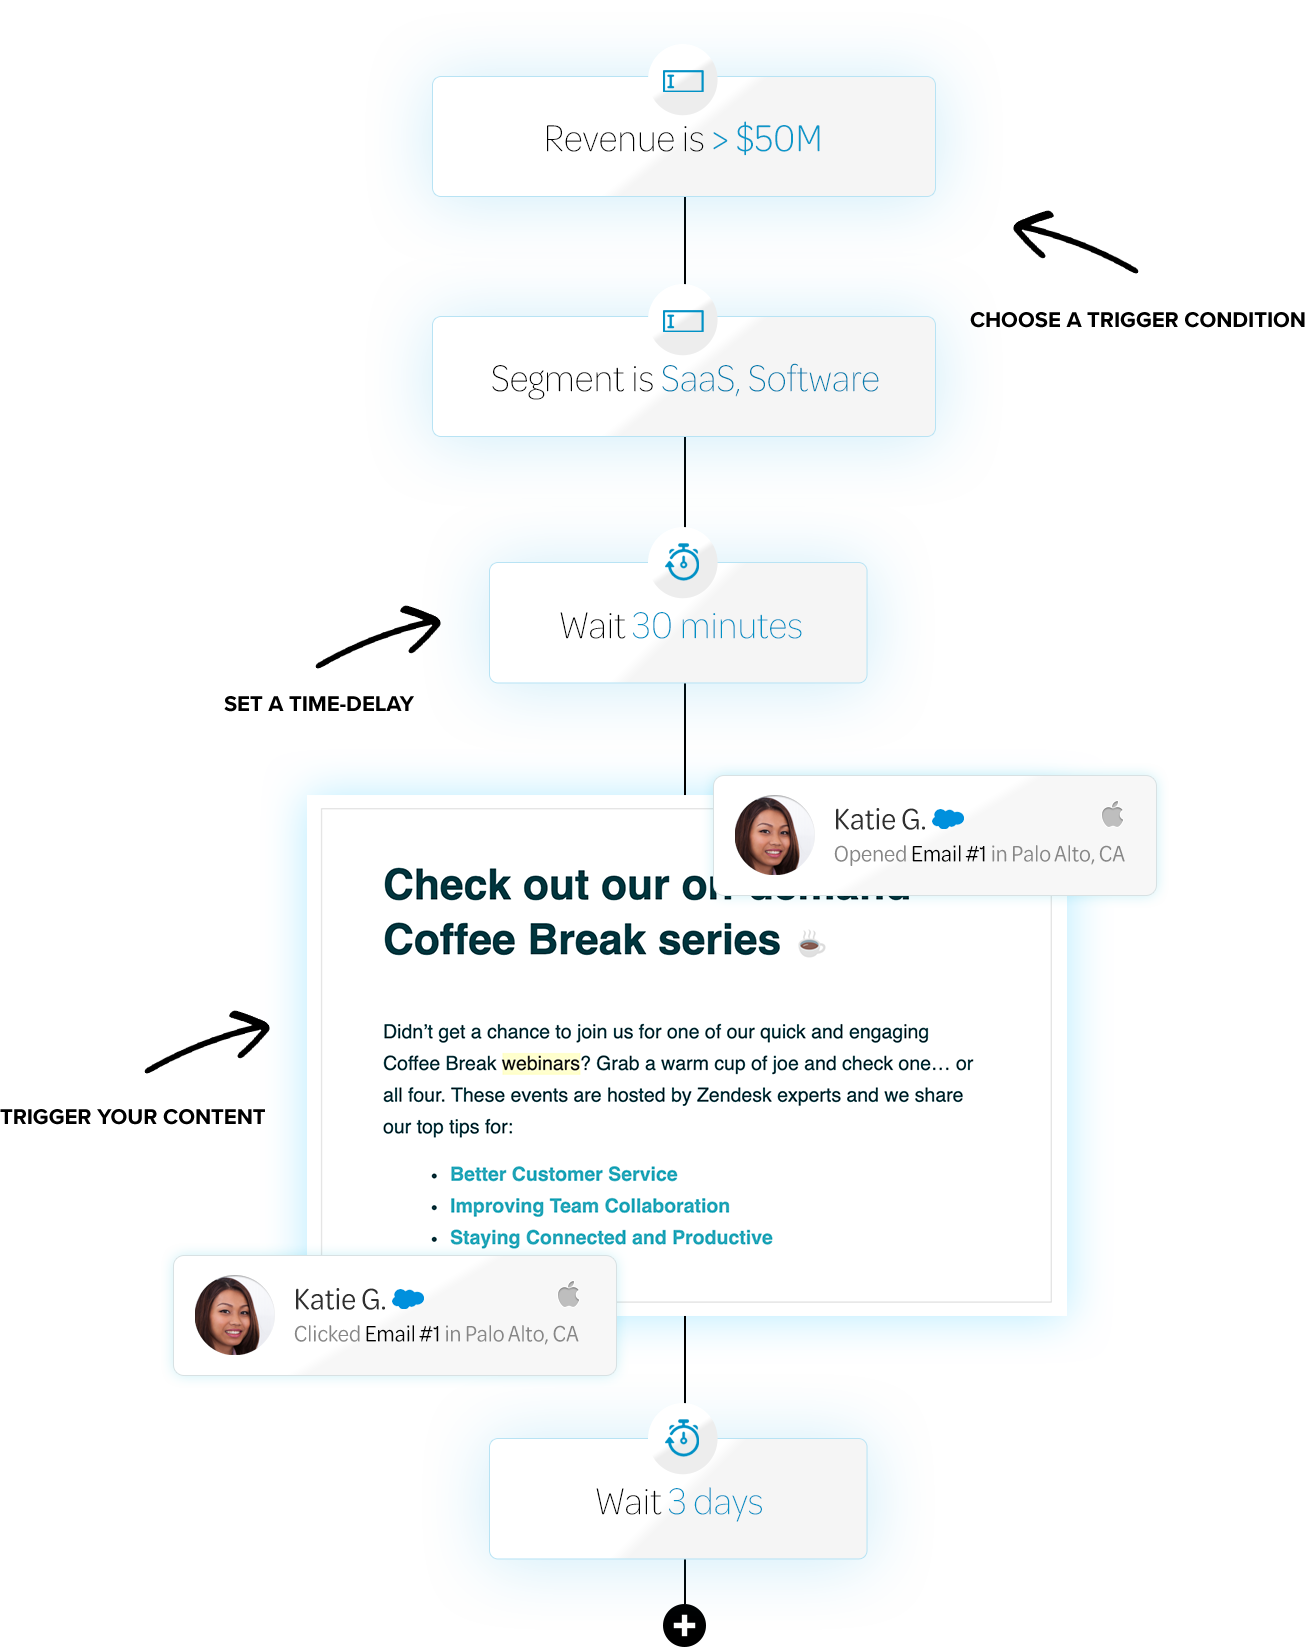 Revenue is > $50M
CHOOSE A TRIGGER CONDITION
Segment is SaaS, Software
Wait 30 minutes
SET A TIME-DELAY
Katie G.
Opened Email #1 in Palo Alto, CA
Check out our on-demand
Coffee Break series
Didn’t get a chance to join us for one of our quick and engaging
Coffee Break webinars? Grab a warm cup of joe and check one… or
all four. These events are hosted by Zendesk experts and we share
our top tips for:
TRIGGER YOUR CONTENT
• Better Customer Service
• Improving Team Collaboration
• Staying Connected and Productive
Katie G.
Clicked Email #1 in Palo Alto, CA
Wait 3 days